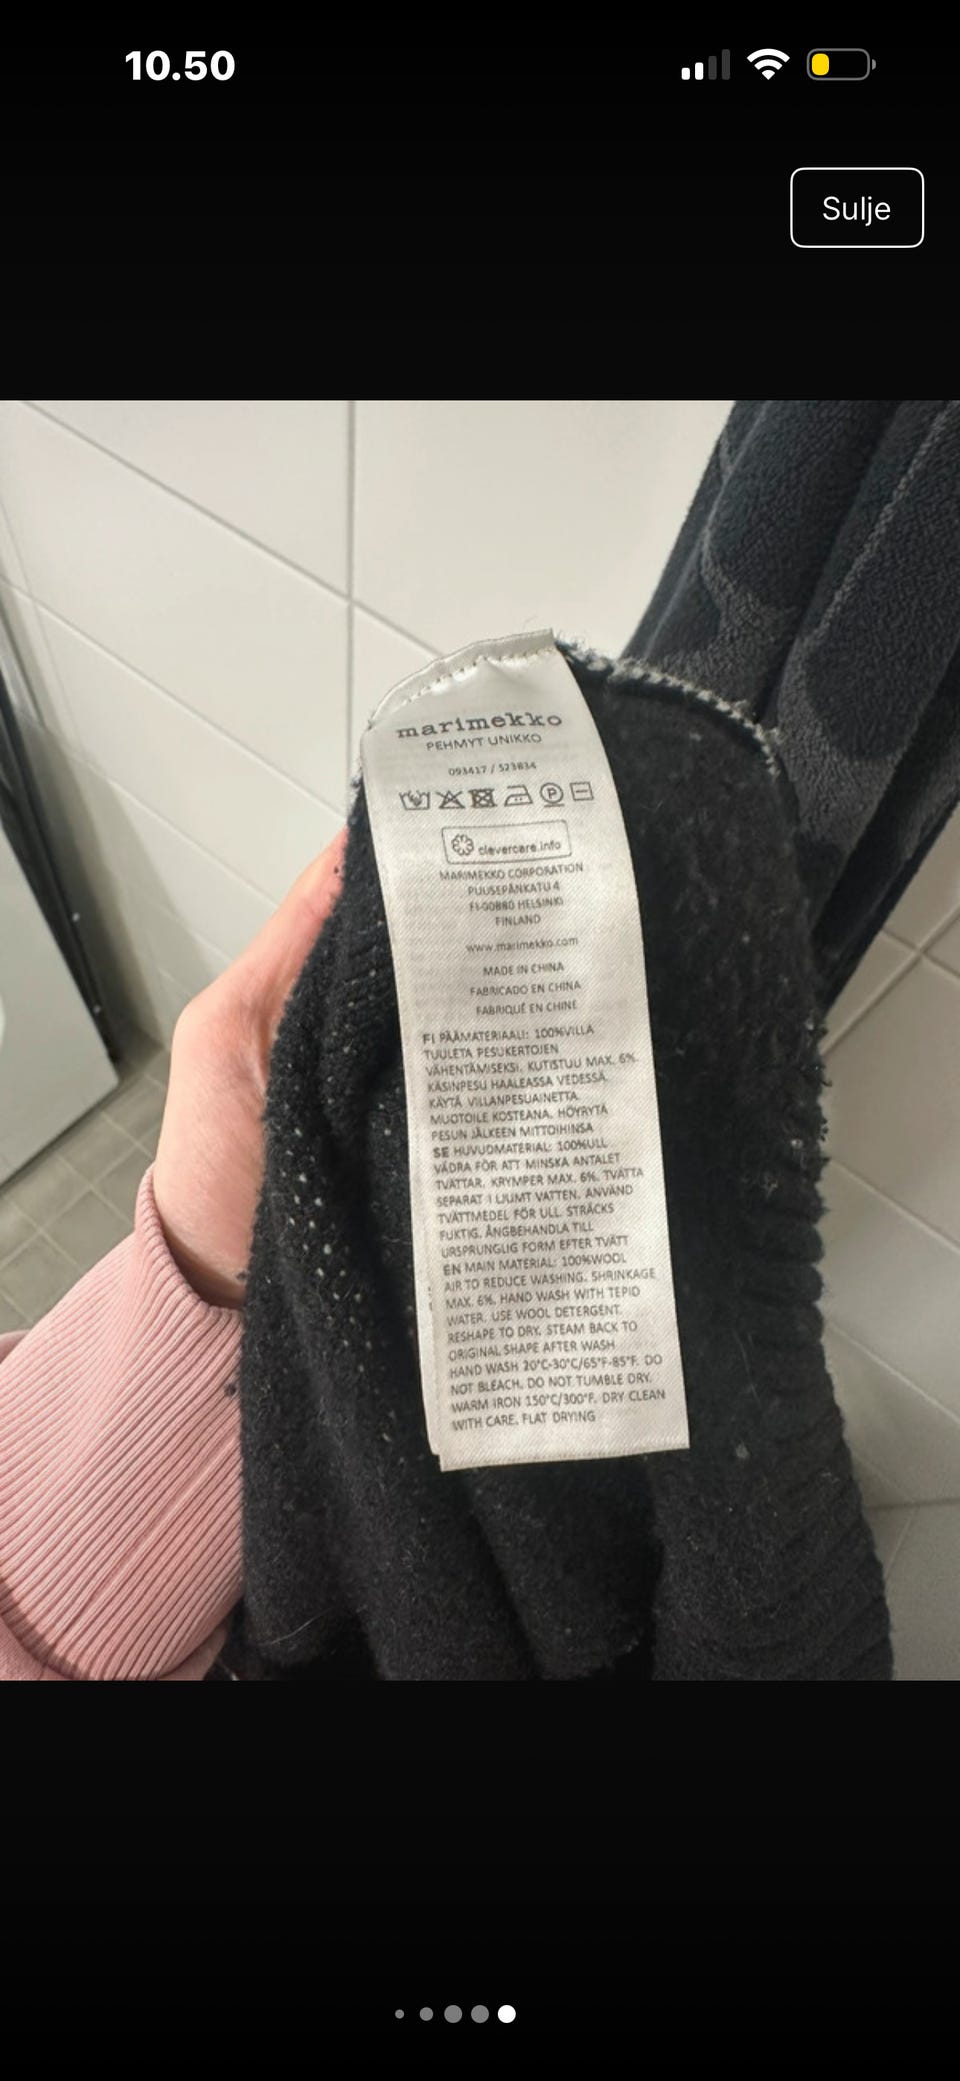 10.50
Sulje
marimekko
PEHMYT UNIKKO
093417 / 523834
P
clevercare.info
MARIMEKKO CORPORATION
PUUSEPÄNKATU 4
FI-00880 HELSINKI
FINLAND
www.marimekko.com
MADE IN CHINA
FABRICADO EN CHINA
FABRIQUÉ EN CHINE
FI PÄÄMATERIAALI: 100%VILLA
TUULETA PESUKERTOJEN
VÄHENTÄMISEKSI. KUTISTUU MAX. 6%.
KÄSINPESU HAALEASSA VEDESSÄ.
KÄYTÄ VILLANPESUAINETTA.
MUOTOILE KOSTEANA. HÖYRYTÄ
PESUN JÄLKEEN MITTOIHINSA
SE HUVUDMATERIAL: 100%ULL
VÄDRA FÖR ATT MINSKA ANTALET
TVÄTTAR. KRYMPER MAX. 6%. TVÄTTA
SEPARAT I LJUMT VATTEN. ANVÄND
TVÄTTMEDEL FÖR ULL. STRÄCKS
FUKTIG. ÅNGBEHANDLA TILL
URSPRUNGLIG FORM EFTER TVÄTT
EN MAIN MATERIAL: 100%WOOL
AIR TO REDUCE WASHING. SHRINKAGE
MAX. 6%. HAND WASH WITH TEPID
WATER. USE WOOL DETERGENT.
RESHAPE TO DRY. STEAM BACK TO
ORIGINAL SHAPE AFTER WASH
HAND WASH 20°C-30°C/65°F-85°F. DO
NOT BLEACH. DO NOT TUMBLE DRY.
WARM IRON 150°C/300°F. DRY CLEAN
WITH CARE. FLAT DRYING